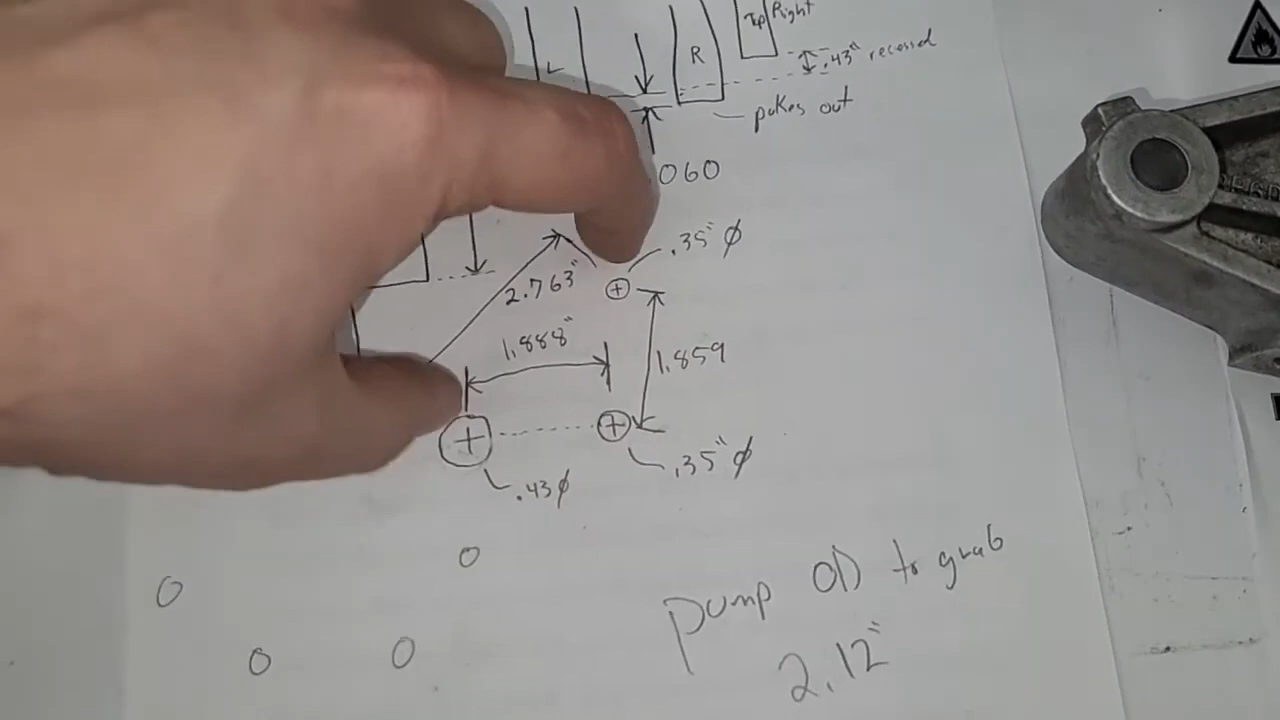 Top Right
L
R
.43" recessed
pokes out
.060
.35" Ø
2.763"
1.888"
1.859
.35" Ø
.43 Ø
pump OD to grab
2.12"